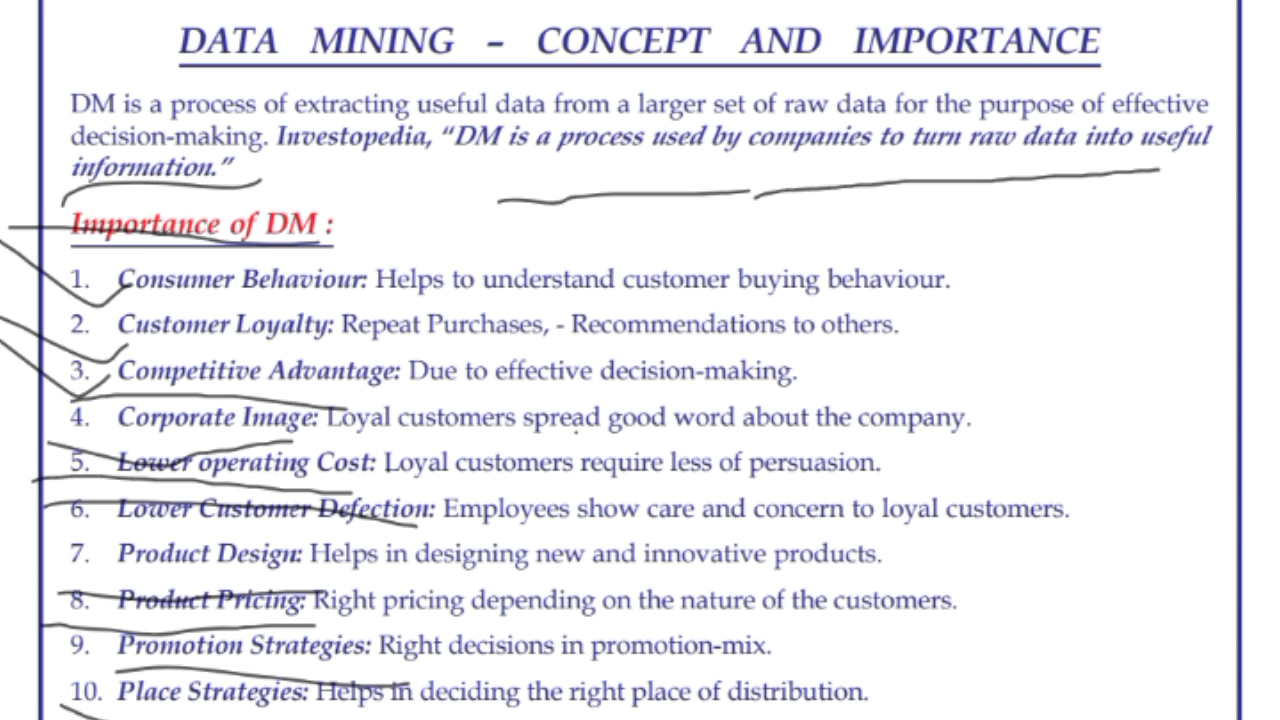 DATA MINING – CONCEPT AND IMPORTANCE
DM is a process of extracting useful data from a larger set of raw data for the purpose of effective
decision-making. Investopedia, “DM is a process used by companies to turn raw data into useful
information.”
Importance of DM :
1. Consumer Behaviour: Helps to understand customer buying behaviour.
2. Customer Loyalty: Repeat Purchases, - Recommendations to others.
3. Competitive Advantage: Due to effective decision-making.
4. Corporate Image: Loyal customers spread good word about the company.
5. Lower operating Cost: Loyal customers require less of persuasion.
6. Lower Customer Defection: Employees show care and concern to loyal customers.
7. Product Design: Helps in designing new and innovative products.
8. Product Pricing: Right pricing depending on the nature of the customers.
9. Promotion Strategies: Right decisions in promotion-mix.
10. Place Strategies: Helps in deciding the right place of distribution.